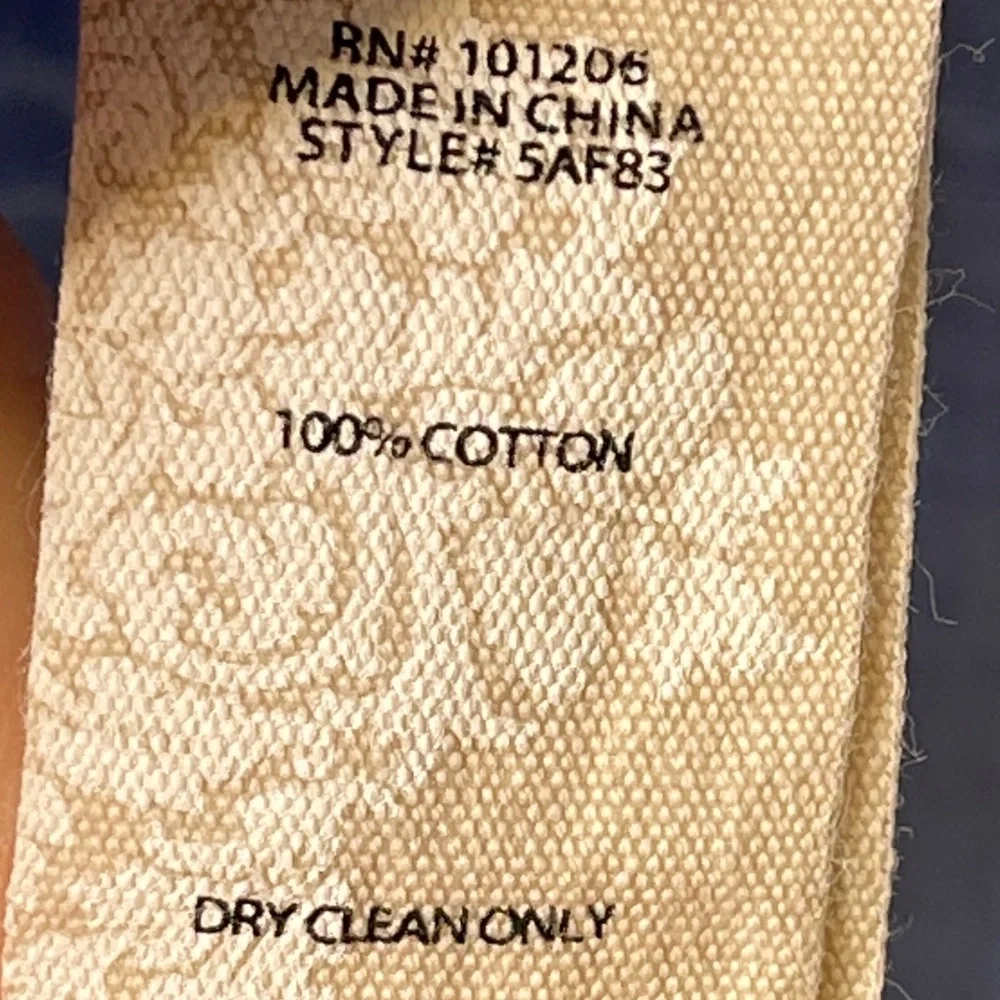 RN# 101206
MADE IN CHINA
STYLE# 5AF83
100% COTTON
DRY CLEAN ONLY